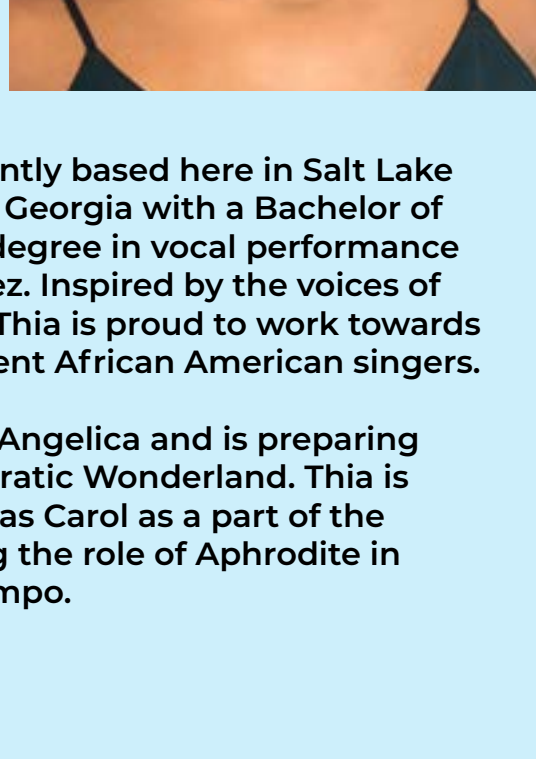 ntly based here in Salt Lake
Georgia with a Bachelor of
degree in vocal performance
ez. Inspired by the voices of
Thia is proud to work towards
ent African American singers.
Angelica and is preparing
ratic Wonderland. Thia is
as Carol as a part of the
g the role of Aphrodite in
mpo.